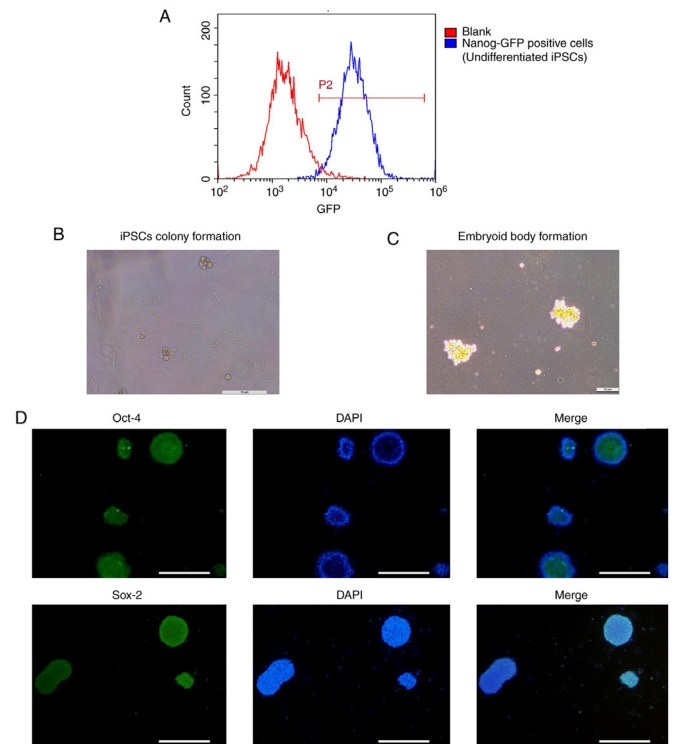 A
Blank
Nanog-GFP positive cells
(Undifferentiated iPSCs)
200
100
0
Count
P2
10² 10³ 10⁴ 10⁵ 10⁶
GFP
B
iPSCs colony formation
C
Embryoid body formation
D
Oct-4 DAPI Merge
Sox-2 DAPI Merge